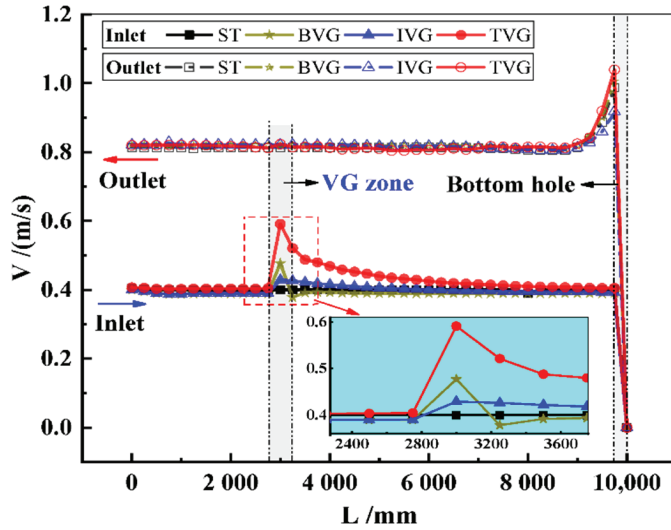 1.2
Inlet ST BVG IVG TVG
Outlet ST BVG IVG TVG
1.0
0.8
Outlet
VG zone
Bottom hole
V /(m/s)
0.6
0.4
Inlet
0.2
0.0
0.6
0.5
0.4
2400 2800 3200 3600
0 2 000 4 000 6 000 8 000 10,000
L /mm